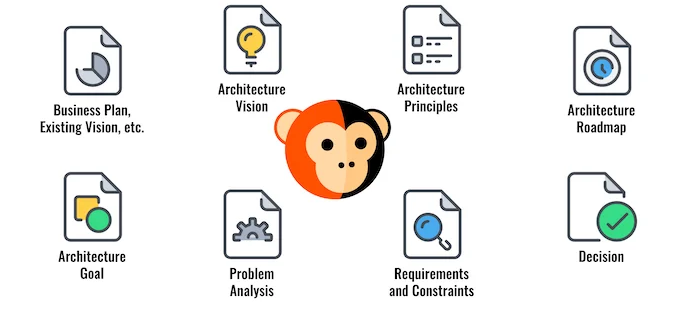 Business Plan,
Existing Vision, etc.
Architecture
Vision
Architecture
Principles
Architecture
Roadmap
Architecture
Goal
Problem
Analysis
Requirements
and Constraints
Decision